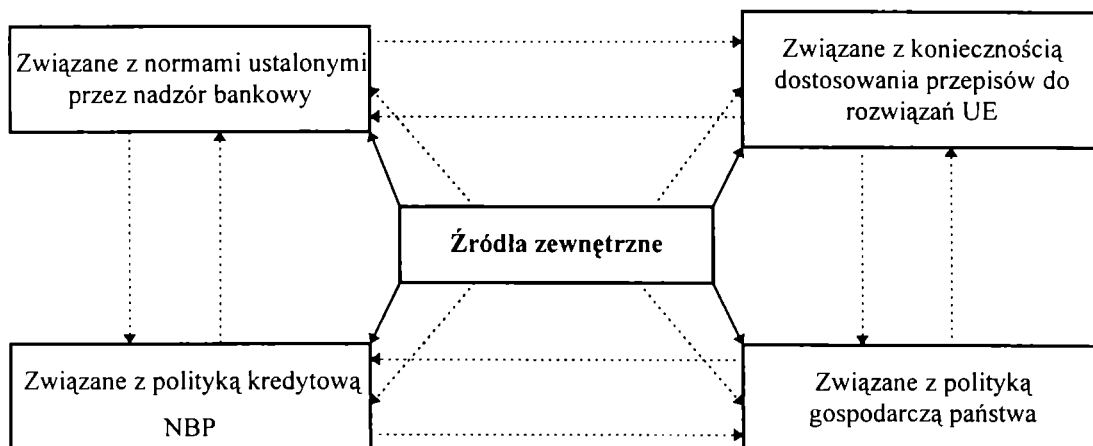 Związane z normami ustalonymi
przez nadzór bankowy
Związane z koniecznością
dostosowania przepisów do
rozwiązań UE
Źródła zewnętrzne
Związane z polityką kredytową
NBP
Związane z polityką
gospodarczą państwa